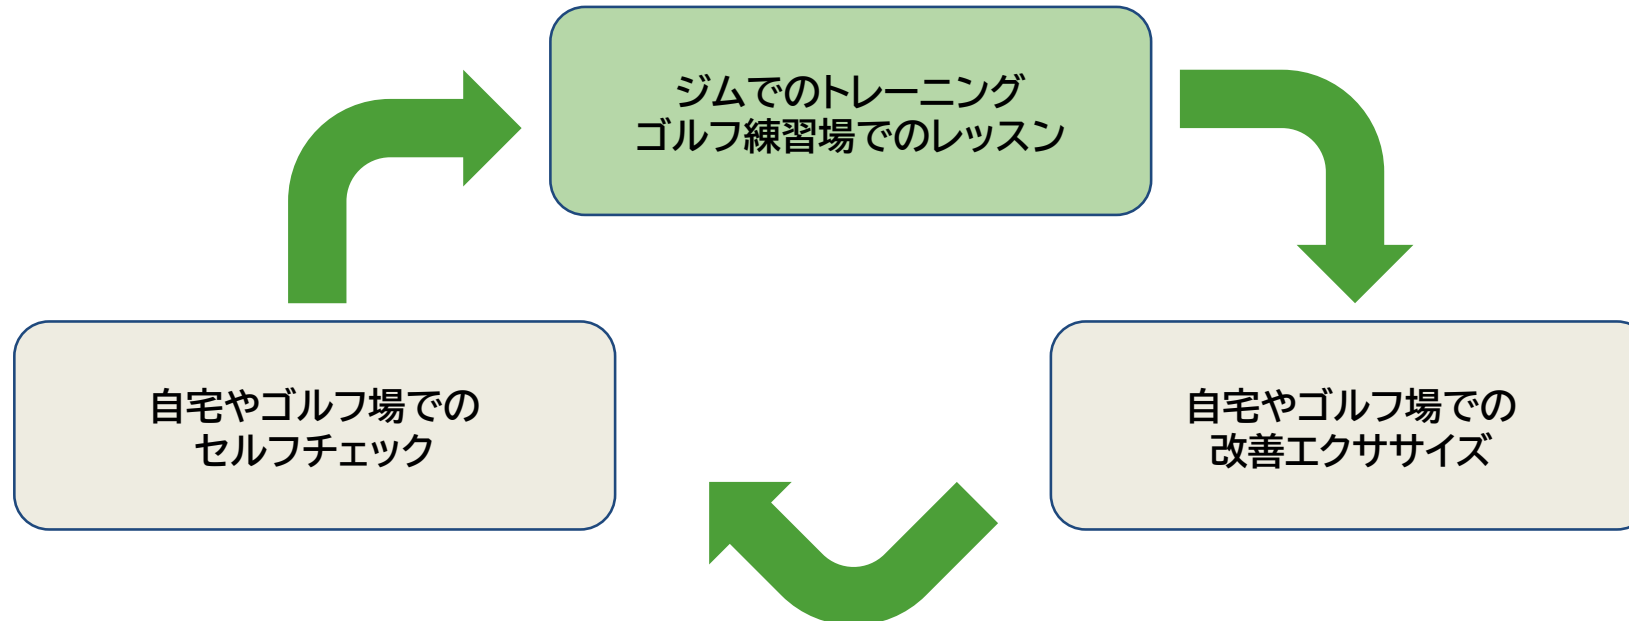 ジムでのトレーニング
ゴルフ練習場でのレッスン
自宅やゴルフ場での
セルフチェック
自宅やゴルフ場での
改善エクササイズ